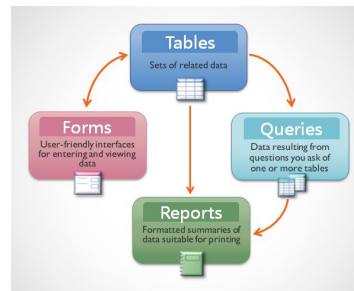 Tables
Sets of related data
Forms
User-friendly interfaces
for entering and viewing
data
Queries
Data resulting from
questions you ask of
one or more tables
Reports
Formatted summaries of
data suitable for printing